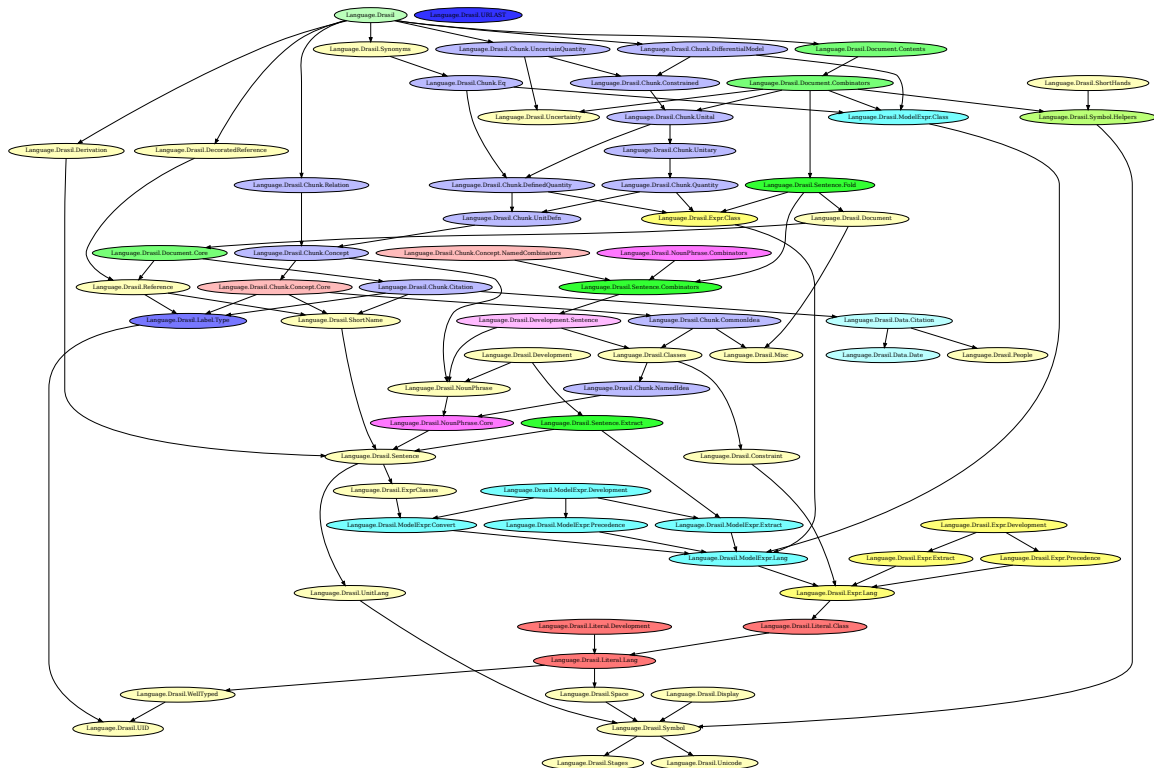 Language.Drasil
Language.Drasil.URLAST
Language.Drasil.Synonyms
Language.Drasil.Chunk.UncertainQuantity
Language.Drasil.Chunk.DifferentialModel
Language.Drasil.Document.Contents
Language.Drasil.Chunk.Eq
Language.Drasil.Chunk.Constrained
Language.Drasil.Document.Combinators
Language.Drasil.ShortHands
Language.Drasil.Uncertainty
Language.Drasil.Chunk.Unital
Language.Drasil.ModelExpr.Class
Language.Drasil.Symbol.Helpers
Language.Drasil.Derivation
Language.Drasil.DecoratedReference
Language.Drasil.Chunk.Unitary
Language.Drasil.Chunk.Relation
Language.Drasil.Chunk.DefinedQuantity
Language.Drasil.Chunk.Quantity
Language.Drasil.Sentence.Fold
Language.Drasil.Chunk.UnitDefn
Language.Drasil.Expr.Class
Language.Drasil.Document
Language.Drasil.Document.Core
Language.Drasil.Chunk.Concept
Language.Drasil.Chunk.Concept.NamedCombinators
Language.Drasil.NounPhrase.Combinators
Language.Drasil.Reference
Language.Drasil.Chunk.Concept.Core
Language.Drasil.Chunk.Citation
Language.Drasil.Sentence.Combinators
Language.Drasil.Label.Type
Language.Drasil.ShortName
Language.Drasil.Development.Sentence
Language.Drasil.Chunk.CommonIdea
Language.Drasil.Data.Citation
Language.Drasil.Development
Language.Drasil.Classes
Language.Drasil.Misc
Language.Drasil.Data.Date
Language.Drasil.People
Language.Drasil.NounPhrase
Language.Drasil.Chunk.NamedIdea
Language.Drasil.NounPhrase.Core
Language.Drasil.Sentence.Extract
Language.Drasil.Sentence
Language.Drasil.Constraint
Language.Drasil.ExprClasses
Language.Drasil.ModelExpr.Development
Language.Drasil.ModelExpr.Convert
Language.Drasil.ModelExpr.Precedence
Language.Drasil.ModelExpr.Extract
Language.Drasil.Expr.Development
Language.Drasil.ModelExpr.Lang
Language.Drasil.Expr.Extract
Language.Drasil.Expr.Precedence
Language.Drasil.UnitLang
Language.Drasil.Expr.Lang
Language.Drasil.Literal.Development
Language.Drasil.Literal.Class
Language.Drasil.Literal.Lang
Language.Drasil.WellTyped
Language.Drasil.Space
Language.Drasil.Display
Language.Drasil.UID
Language.Drasil.Symbol
Language.Drasil.Stages
Language.Drasil.Unicode